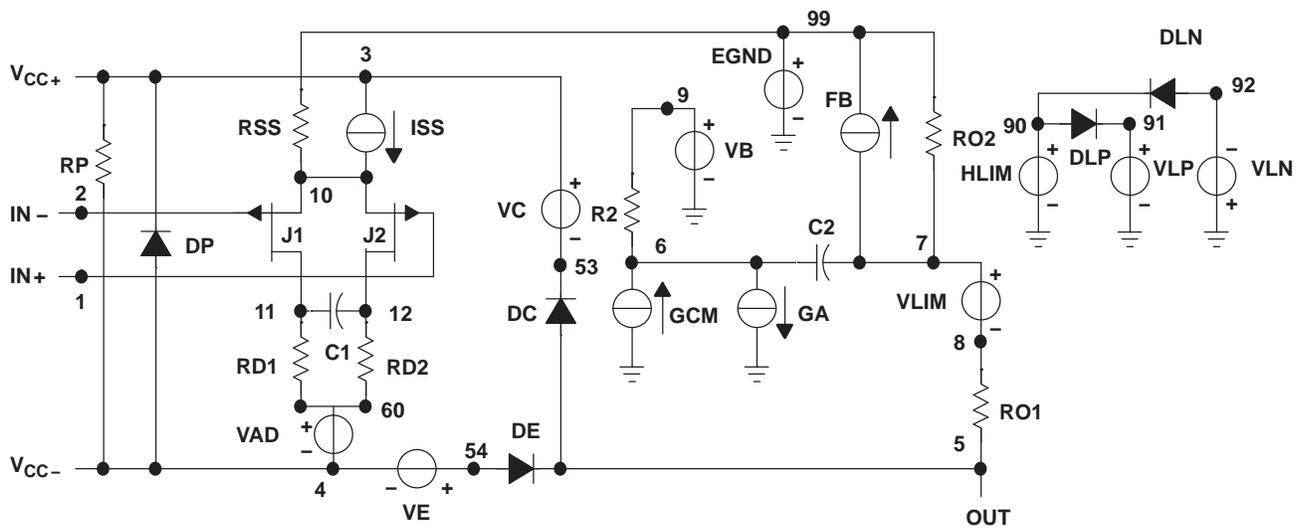 99
DLN
3
EGND
+
VCC+
92
9
FB
+
RSS
ISS
90
91
RP
VB
RO2
DLP
+
+
−
−
−
HLIM
VLP
VLN
2
10
+
R2
−
−
+
IN−
VC
C2
J1
J2
−
DP
6
7
IN+
53
+
1
VLIM
11
12
DC
GCM
GA
−
C1
8
RD1
RD2
60
RO1
VAD
+
−
DE
5
54
VCC−
4
−
+
VE
OUT